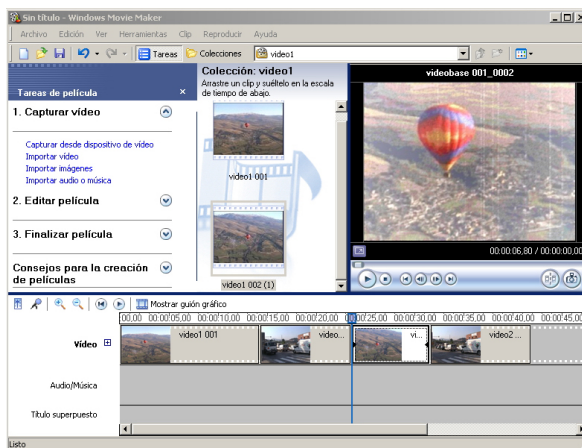 Sin título - Windows Movie Maker
Archivo Edición Ver Herramientas Clip Reproducir Ayuda
Tareas Colecciones video1
Tareas de película
1. Capturar vídeo
Capturar desde dispositivo de vídeo
Importar vídeo
Importar imágenes
Importar audio o música
2. Editar película
3. Finalizar película
Consejos para la creación
de películas
Colección: video1
Arrastre un clip y suéltelo en la escala
de tiempo de abajo.
video1 001
video1 002 (1)
videobase 001_0002
00:00:06,80 / 00:00:00,00
Mostrar guión gráfico
00:00:05,00 00:00:10,00 00:00:15,00 00:00:20,00 00:00:25,00 00:00:30,00 00:00:35,00 00:00:40,00 00:00:45,00
Vídeo video1 001 video... vi... video2 ...
Audio/Música
Título superpuesto
Listo